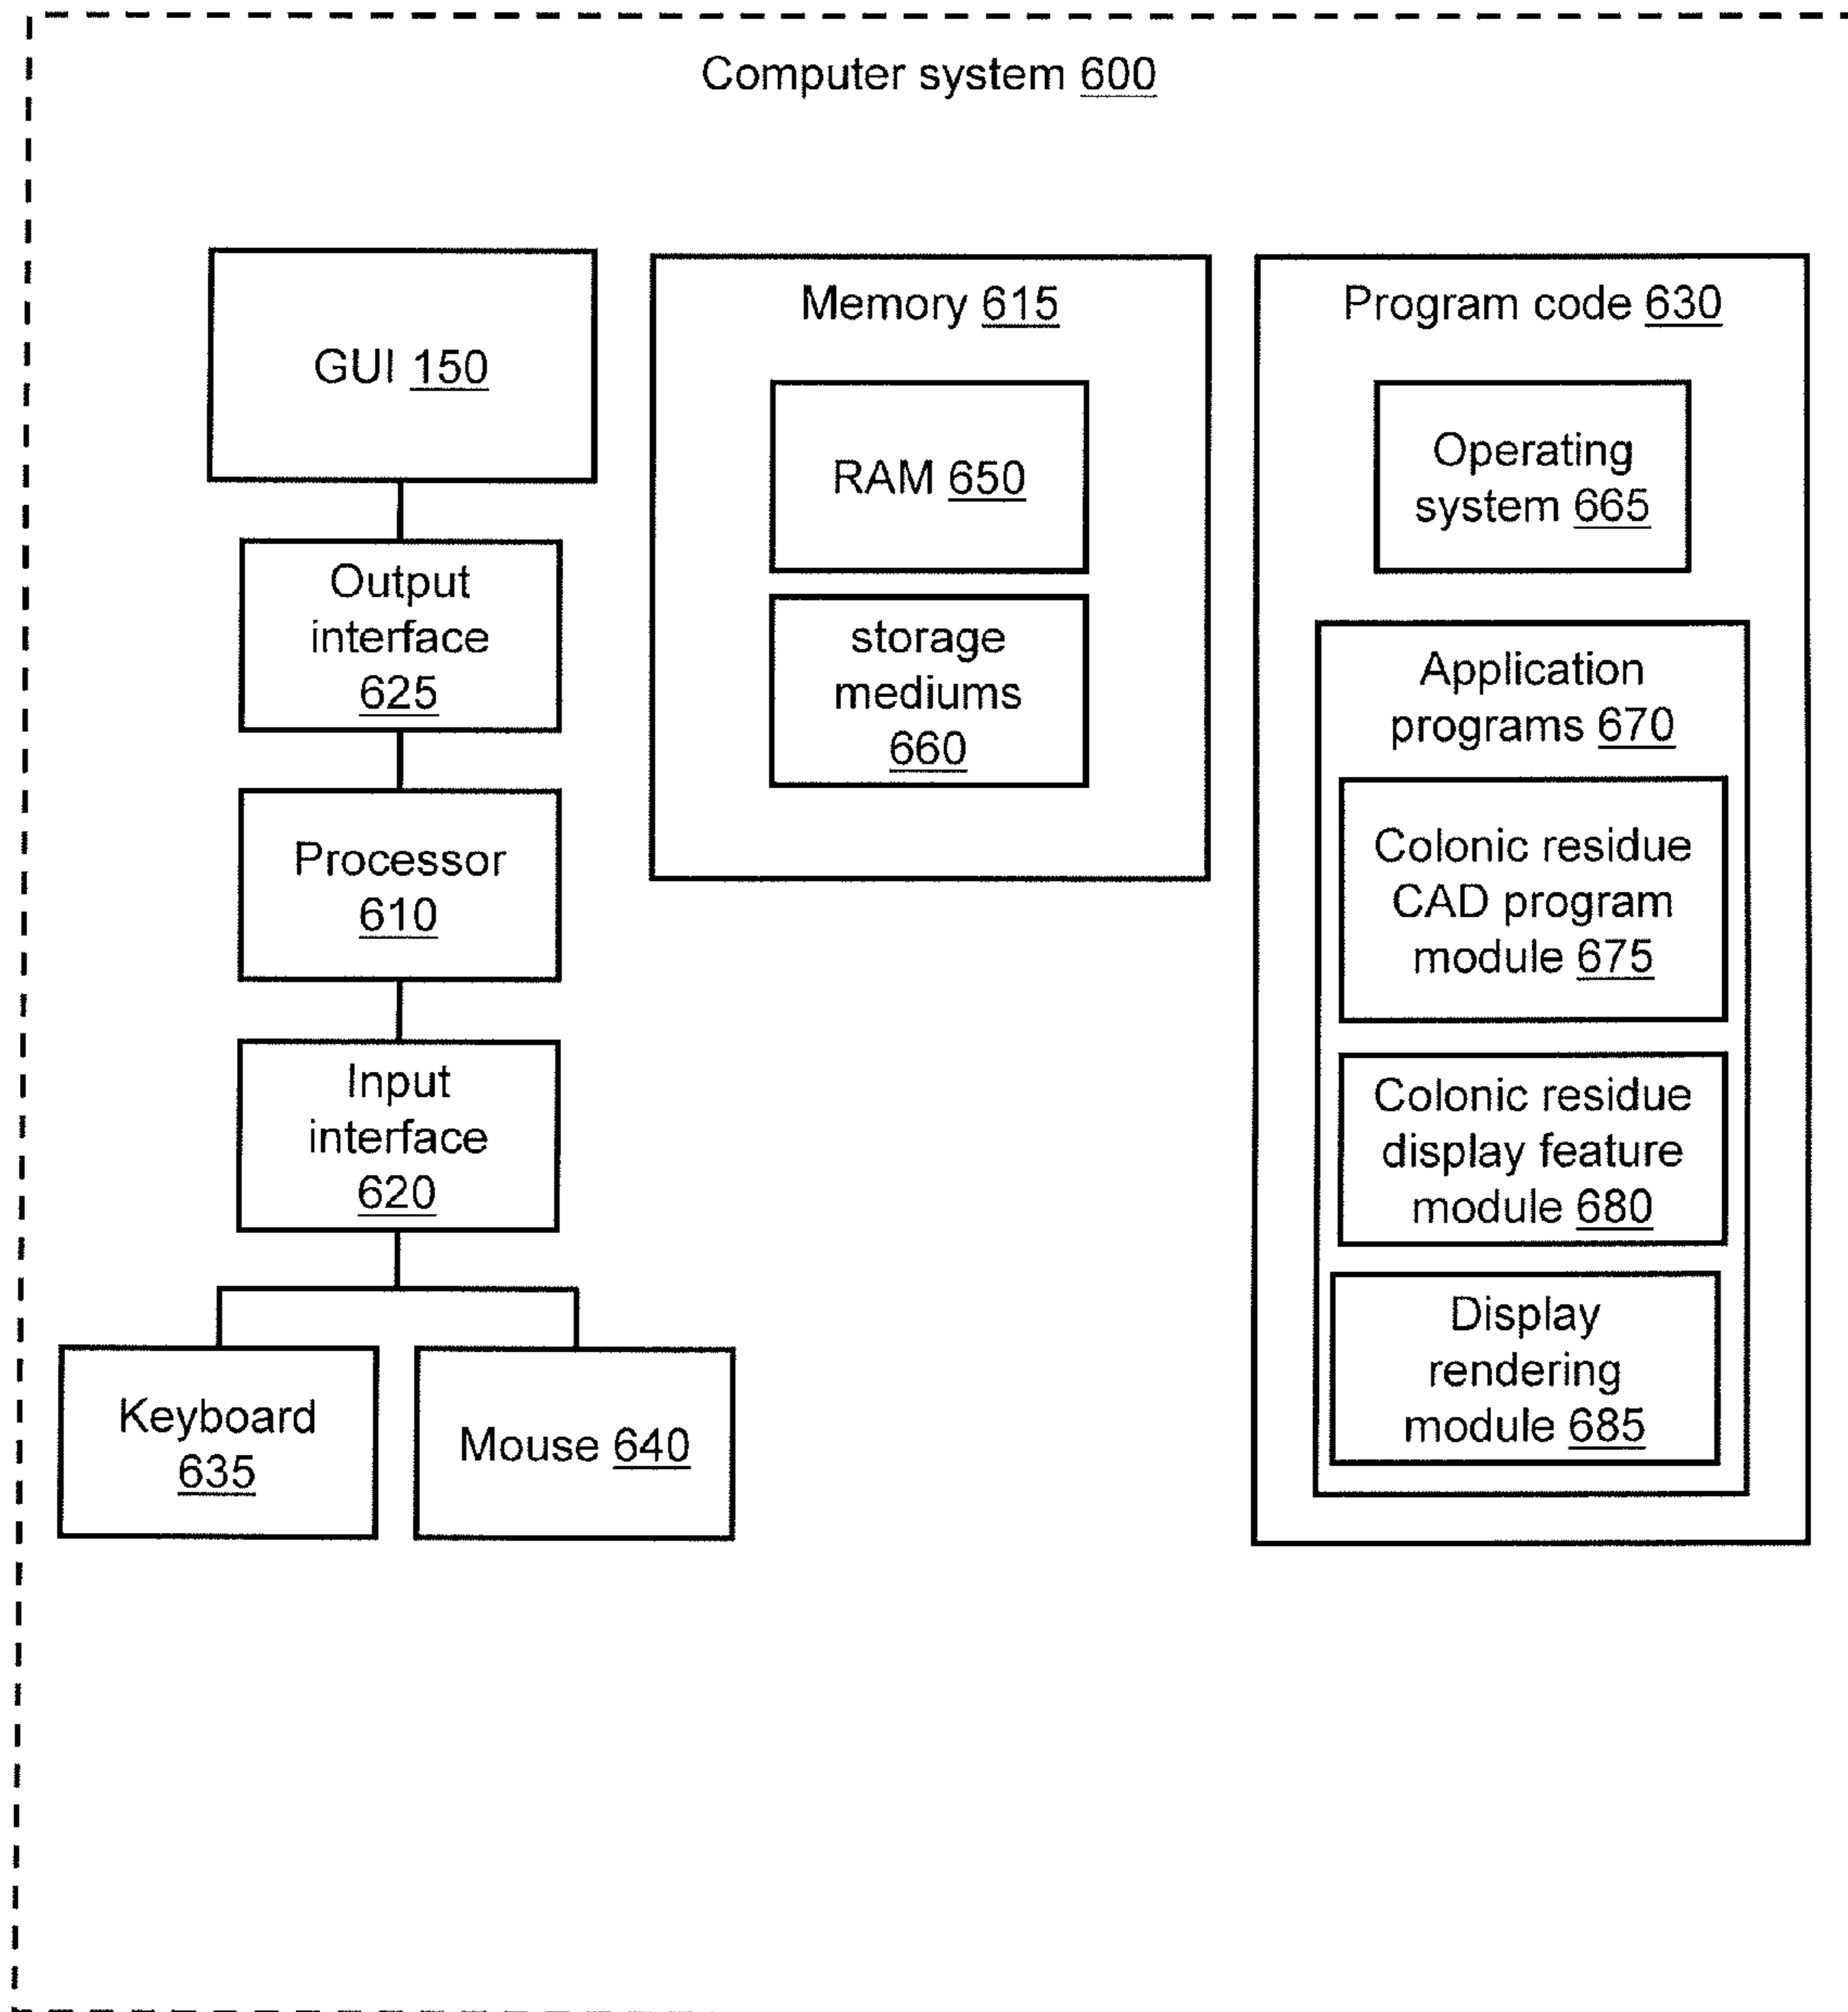 Computer system 600
GUI 150
Output
interface
625
Processor
610
Input
interface
620
Keyboard
635
Mouse 640
Memory 615
RAM 650
storage
mediums
660
Program code 630
Operating
system 665
Application
programs 670
Colonic residue
CAD program
module 675
Colonic residue
display feature
module 680
Display
rendering
module 685